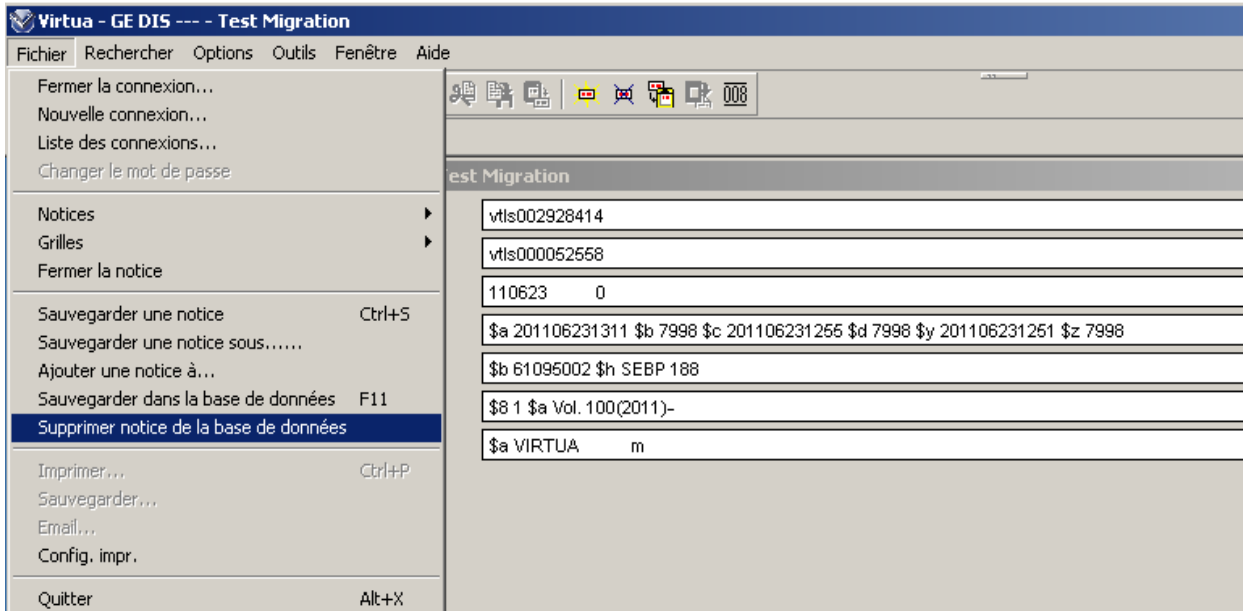 Virtua - GE DIS --- - Test Migration
Fichier Rechercher Options Outils Fenêtre Aide
Fermer la connexion...
Nouvelle connexion...
Liste des connexions...
Changer le mot de passe
Notices
Grilles
Fermer la notice
Sauvegarder une notice Ctrl+S
Sauvegarder une notice sous......
Ajouter une notice à...
Sauvegarder dans la base de données F11
Supprimer notice de la base de données
Imprimer... Ctrl+P
Sauvegarder...
Email...
Config. impr.
Quitter Alt+X
008
est Migration
vtls002928414
vtls000052558
110623 0
$a 201106231311 $b 7998 $c 201106231255 $d 7998 $y 201106231251 $z 7998
$b 61095002 $h SEBP 188
$8 1 $a Vol. 100(2011)-
$a VIRTUA m